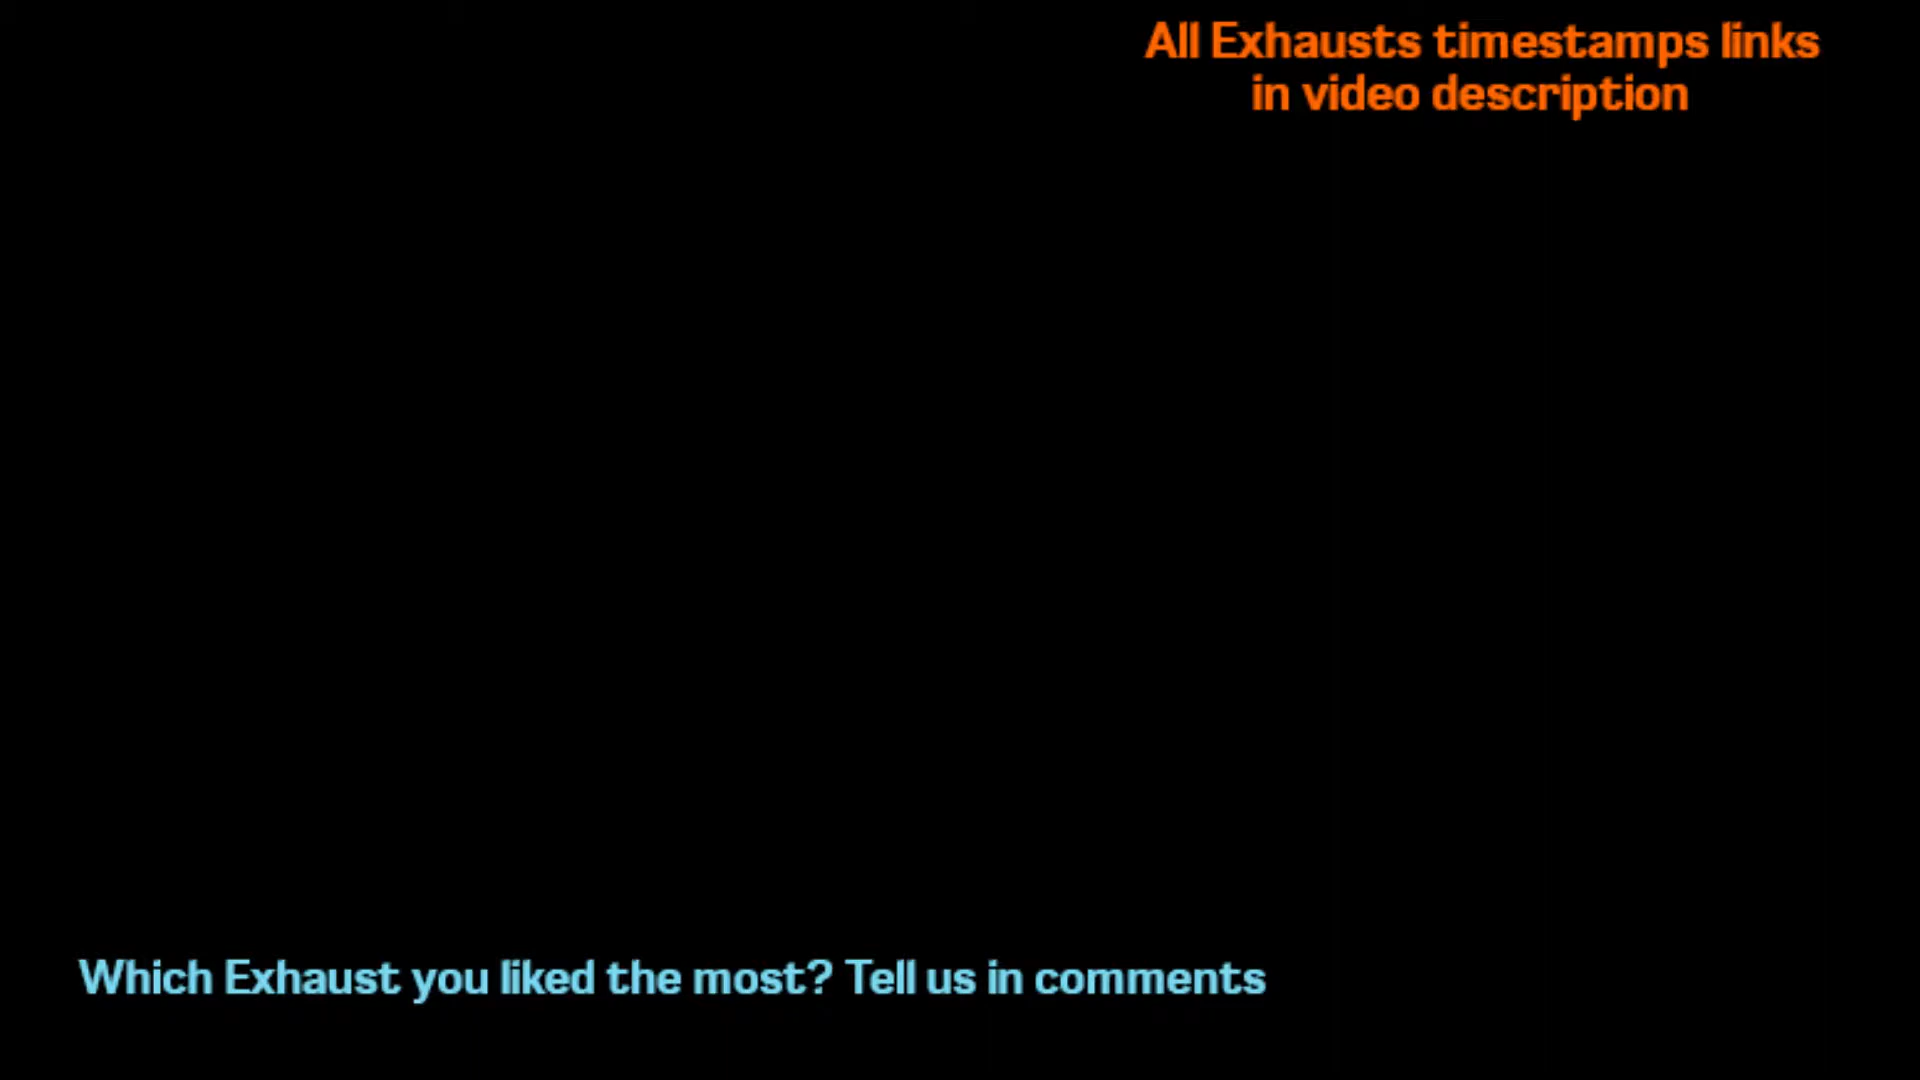 All Exhausts timestamps links
in video description
Which Exhaust you liked the most? Tell us in comments